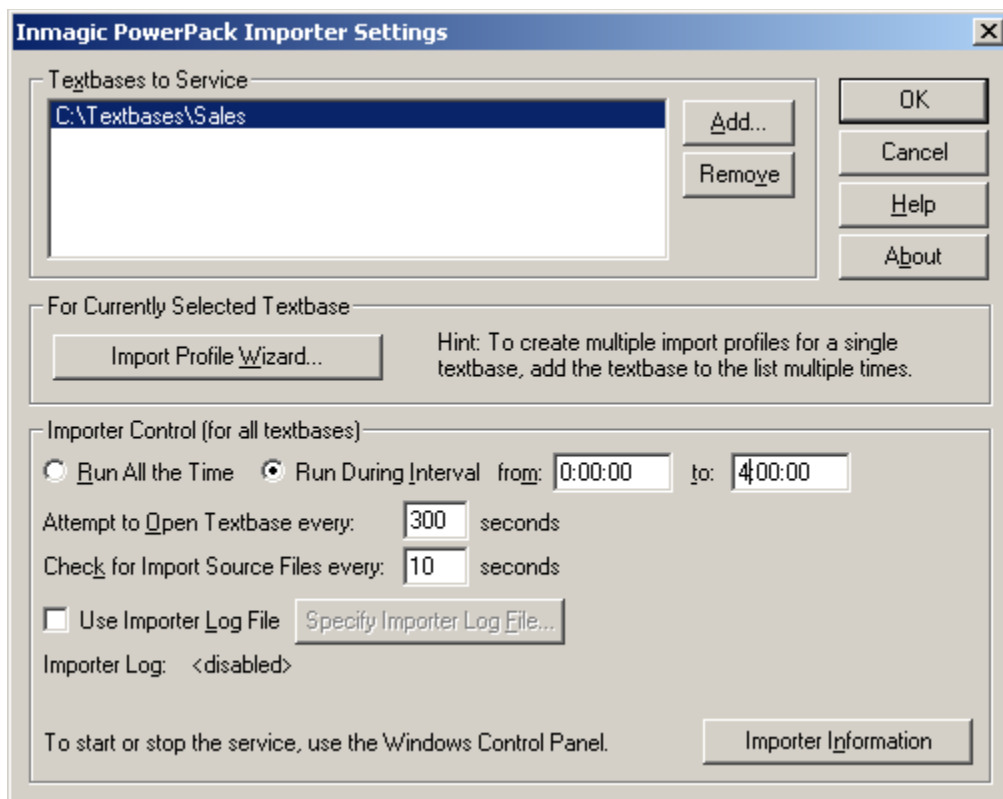 Inmagic PowerPack Importer Settings
Textbases to Service
C:\Textbases\Sales
Add...
Remove
OK
Cancel
Help
About
For Currently Selected Textbase
Import Profile Wizard...
Hint: To create multiple import profiles for a single
textbase, add the textbase to the list multiple times.
Importer Control (for all textbases)
Run All the Time Run During Interval from: 0:00:00 to: 4:00:00
Attempt to Open Textbase every: 300 seconds
Check for Import Source Files every: 10 seconds
Use Importer Log File Specify Importer Log File...
Importer Log: <disabled>
To start or stop the service, use the Windows Control Panel. Importer Information